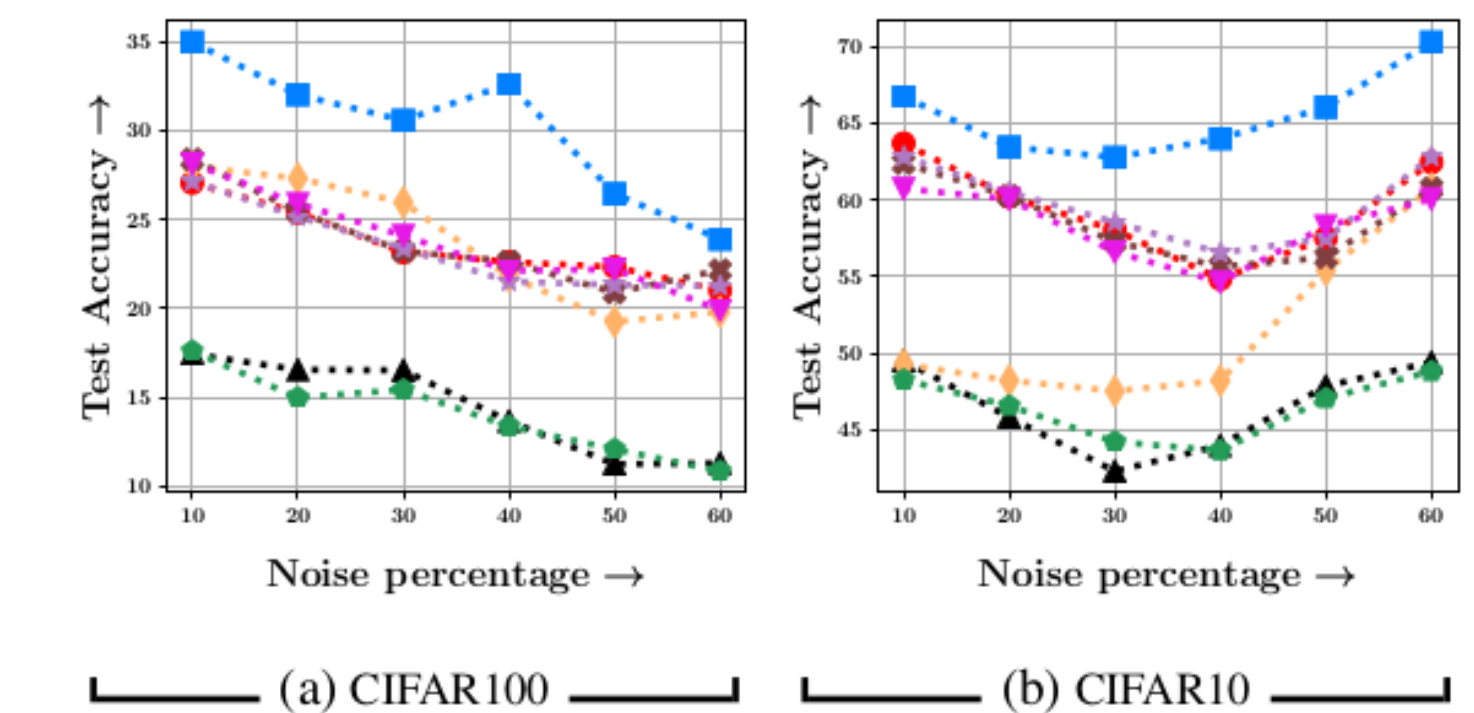 Test Accuracy →
35
30
25
20
15
10
10 20 30 40 50 60
Noise percentage →
(a) CIFAR100
Test Accuracy →
70
65
60
55
50
45
10 20 30 40 50 60
Noise percentage →
(b) CIFAR10